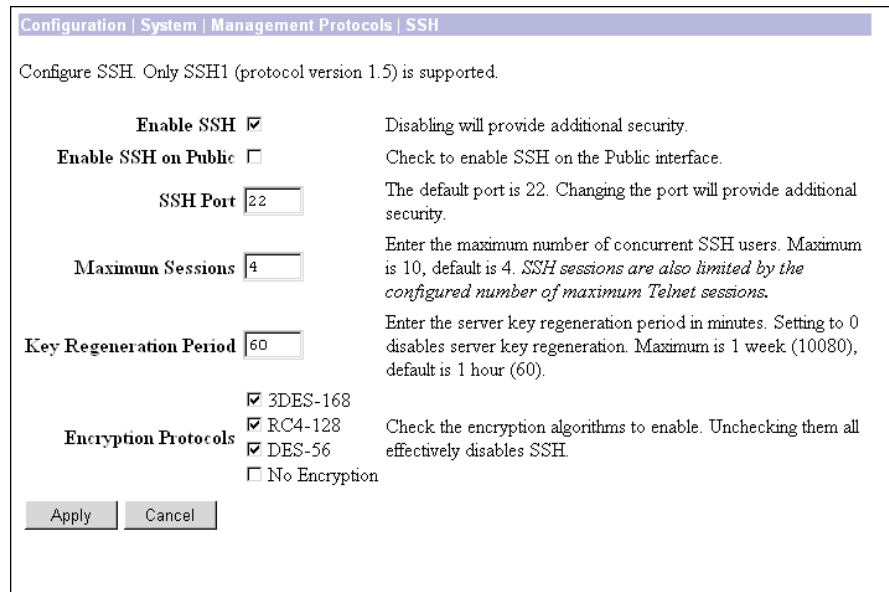 Configuration | System | Management Protocols | SSH
Configure SSH. Only SSH1 (protocol version 1.5) is supported.
Enable SSH
Disabling will provide additional security.
Enable SSH on Public
Check to enable SSH on the Public interface.
SSH Port 22
The default port is 22. Changing the port will provide additional
security.
Maximum Sessions 4
Enter the maximum number of concurrent SSH users. Maximum
is 10, default is 4. SSH sessions are also limited by the
configured number of maximum Telnet sessions.
Key Regeneration Period 60
Enter the server key regeneration period in minutes. Setting to 0
disables server key regeneration. Maximum is 1 week (10080),
default is 1 hour (60).
Encryption Protocols
3DES-168
RC4-128
DES-56
No Encryption
Check the encryption algorithms to enable. Unchecking them all
effectively disables SSH.
Apply Cancel